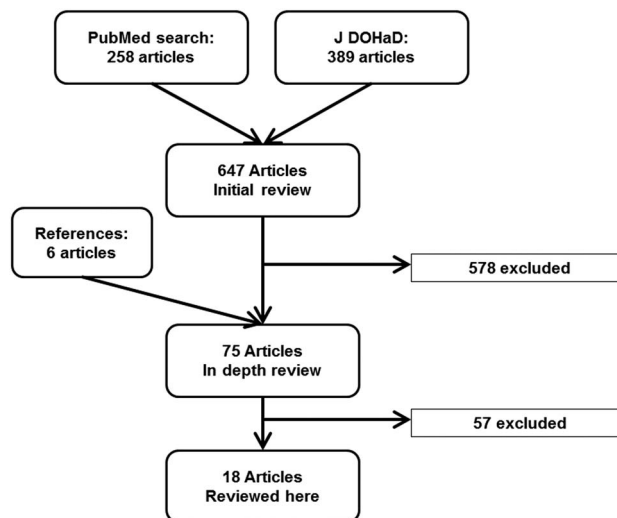 PubMed search:
258 articles
J DOHaD:
389 articles
647 Articles
Initial review
References:
6 articles
578 excluded
75 Articles
In depth review
57 excluded
18 Articles
Reviewed here